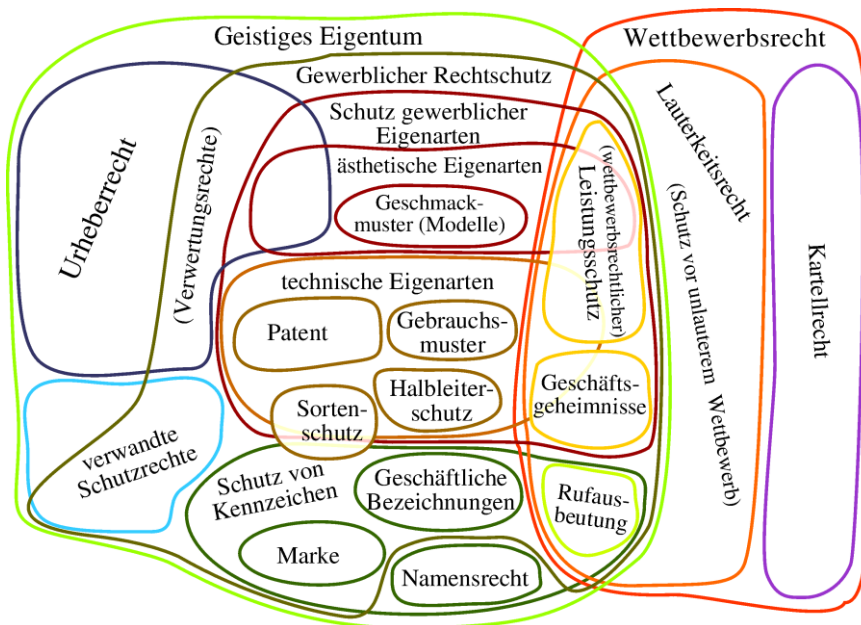 Geistiges Eigentum
Wettbewerbsrecht
Gewerblicher Rechtschutz
Schutz gewerblicher
Eigenarten
ästhetische Eigenarten
Geschmack-
muster (Modelle)
Urheberrecht
(Verwertungsrechte)
(wettbewerbsrechtlicher)
Leistungsschutz
Lauterkeitsrecht
(Schutz vor unlauterem Wettbewerb)
Kartellrecht
technische Eigenarten
Patent
Gebrauchs-
muster
Sorten-
schutz
Halbleiter-
schutz
Geschäfts-
geheimnisse
verwandte
Schutzrechte
Schutz von
Kennzeichen
Geschäftliche
Bezeichnungen
Rufaus-
beutung
Marke
Namensrecht